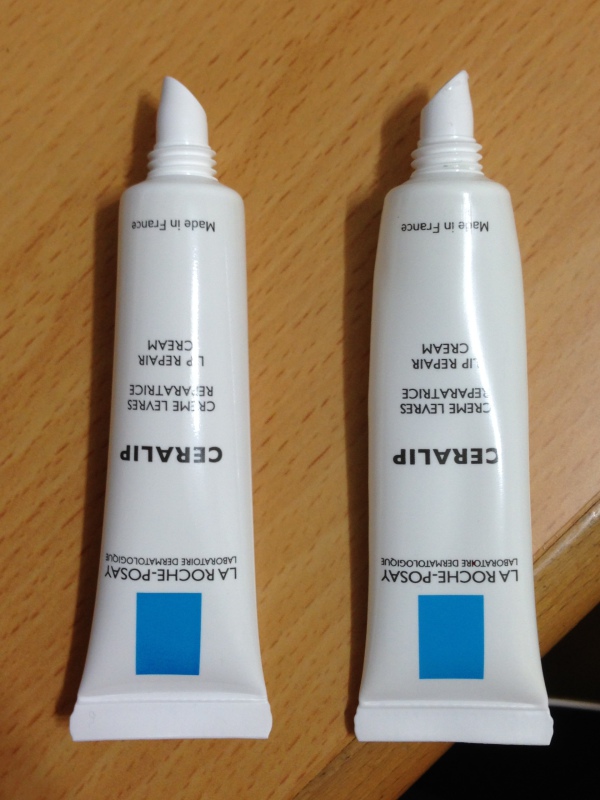 LA ROCHE-POSAY
LABORATOIRE DERMATOLOGIQUE
CERALIP
CREME LEVRES
REPARATRICE
LIP REPAIR
CREAM
Made in France
LA ROCHE-POSAY
LABORATOIRE DERMATOLOGIQUE
CERALIP
CREME LEVRES
REPARATRICE
LIP REPAIR
CREAM
Made in France